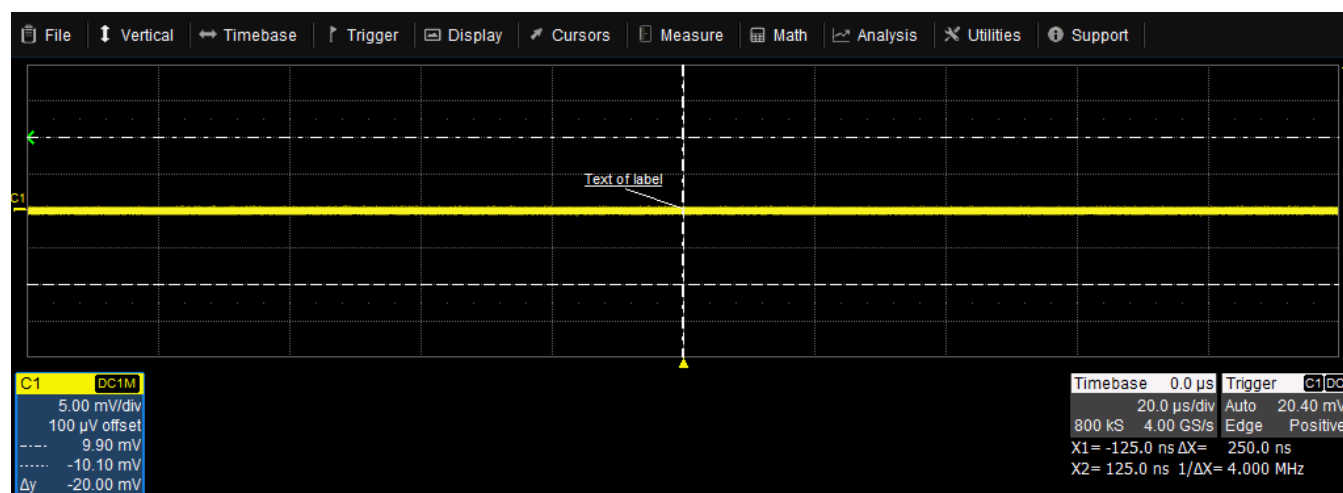 File Vertical Timebase Trigger Display Cursors Measure Math Analysis Utilities Support
Text of label
C1
C1 DC1M
5.00 mV/div
100 µV offset
9.90 mV
-10.10 mV
Δy -20.00 mV
Timebase 0.0 µs
20.0 µs/div
800 kS 4.00 GS/s
Trigger C1 DC
Auto 20.40 mV
Edge Positive
X1= -125.0 ns ΔX= 250.0 ns
X2= 125.0 ns 1/ΔX= 4.000 MHz